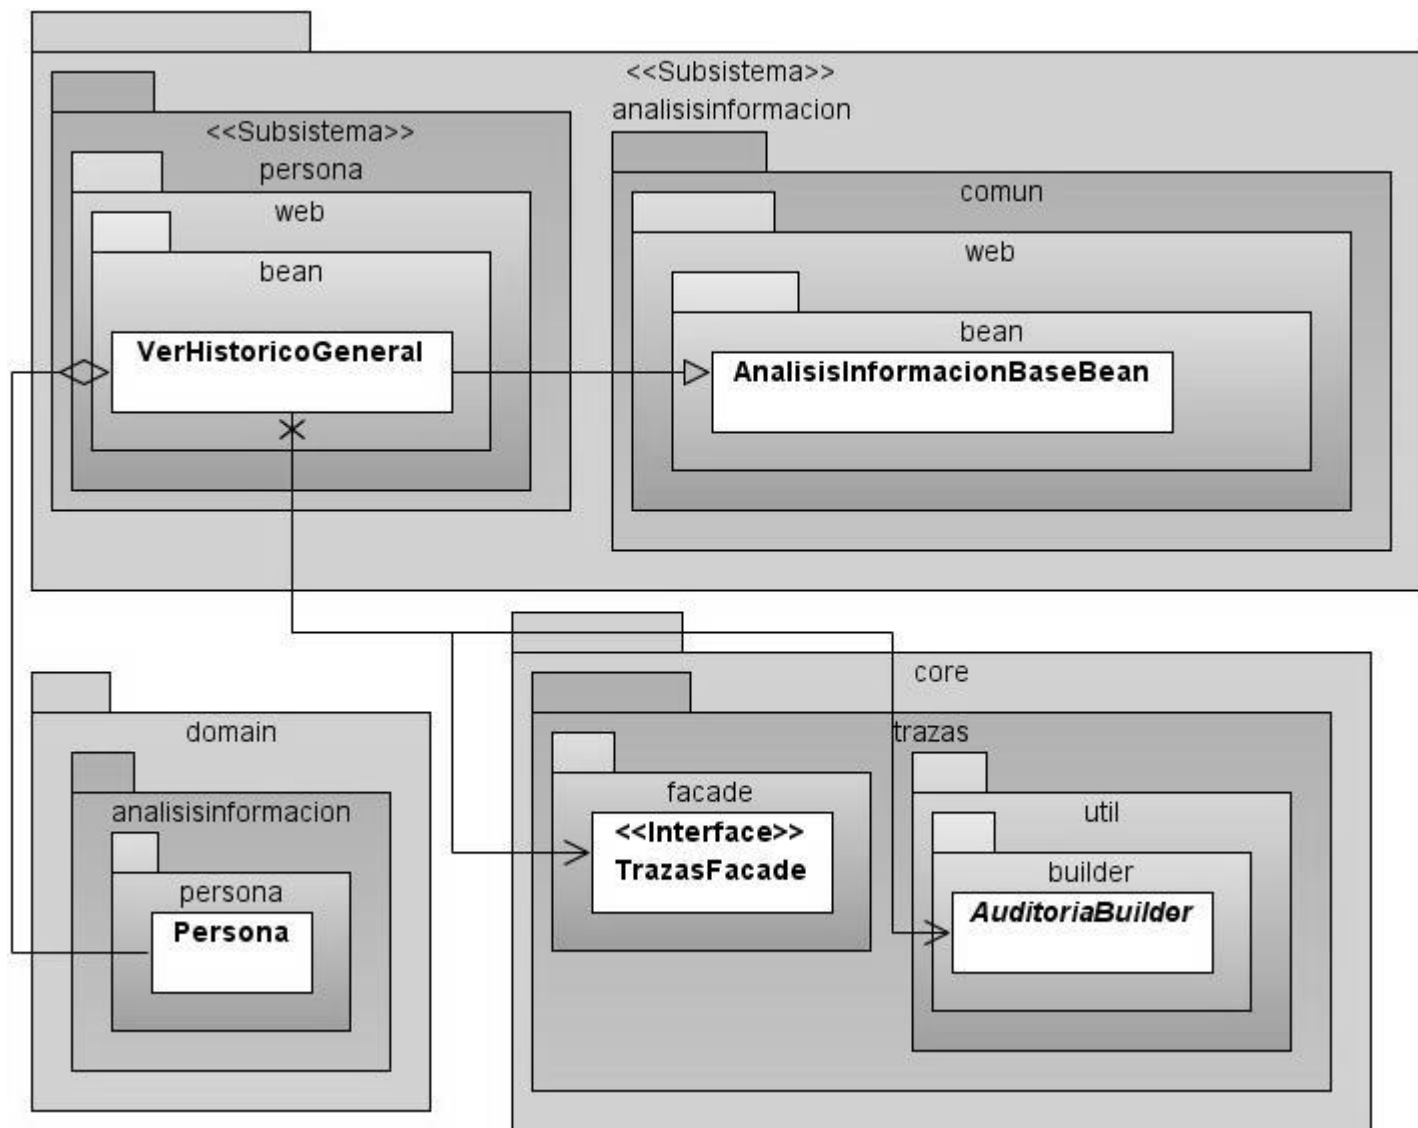 <<Subsistema>>
analisisinformacion
<<Subsistema>>
persona
web
bean
VerHistoricoGeneral
comun
web
bean
AnalisisInformacionBaseBean
domain
analisisinformacion
persona
Persona
core
trazas
facade
<<Interface>>
TrazasFacade
util
builder
AuditoriaBuilder